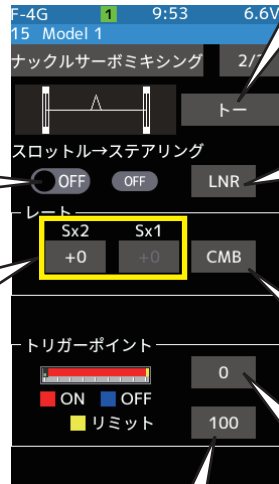 F-4G 1 9:53 6.6V
15 Model 1
ナックルサーボミキシング 2/
トー
スロットル→ステアリング
OFF OFF LNR
レート
Sx2 Sx1
+0 +0 CMB
トリガーポイント
0
ON OFF
リミット 100